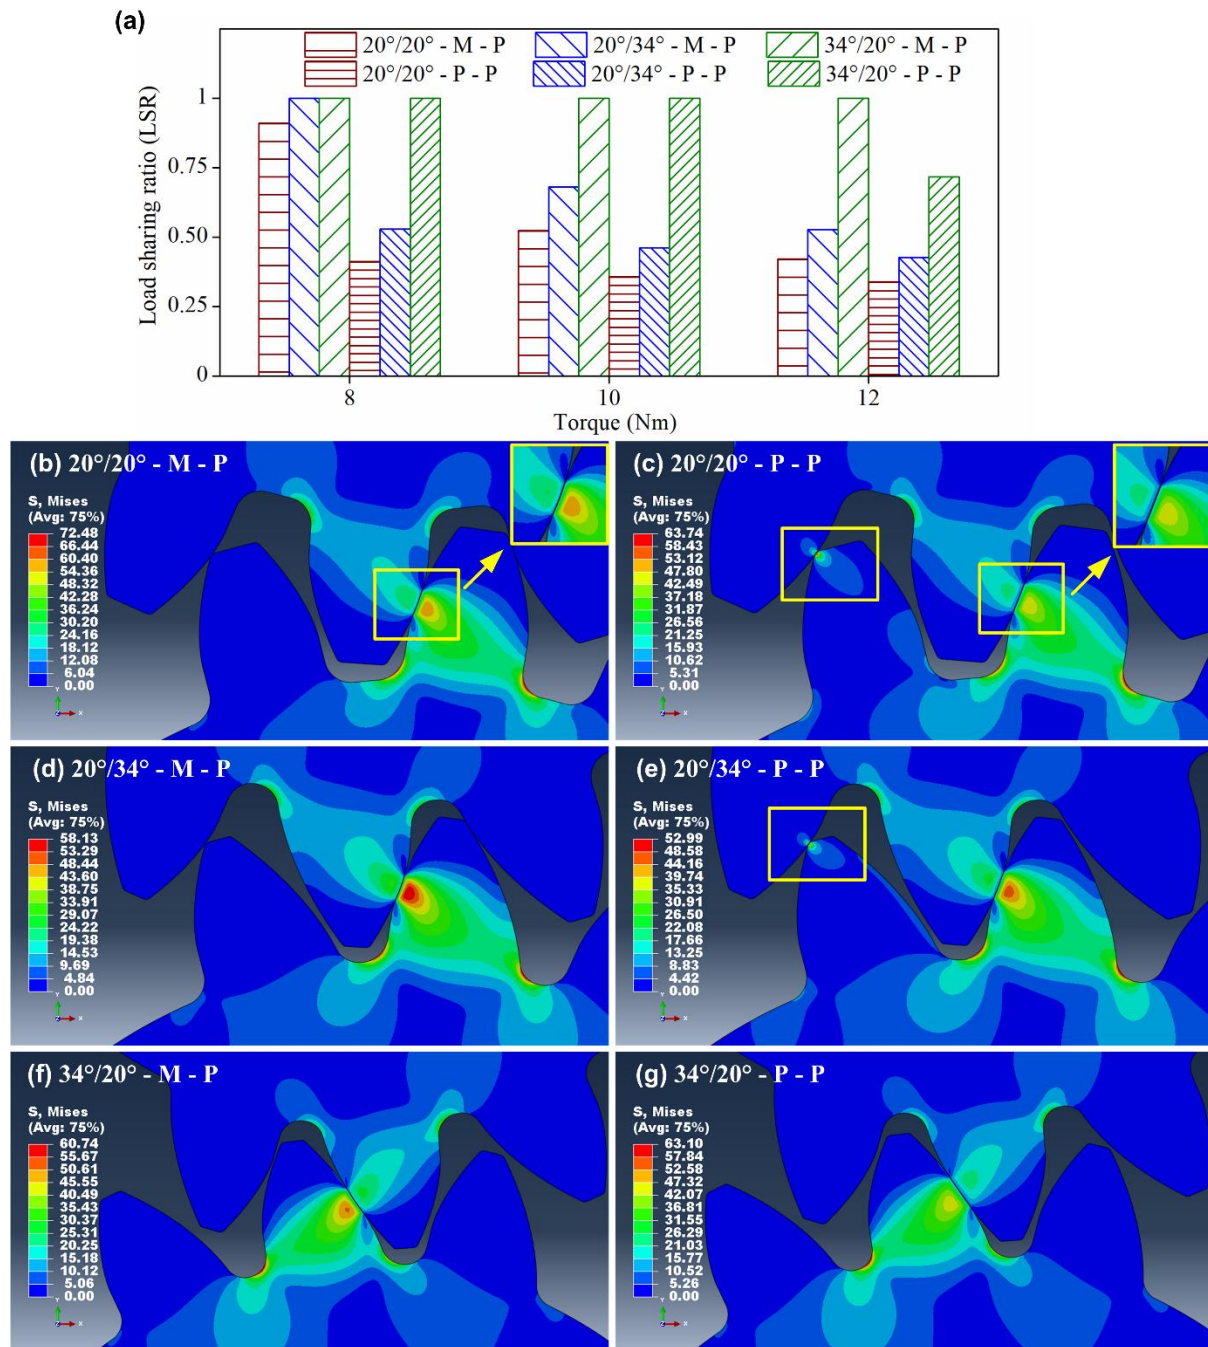 (a)
20°/20° - M - P 20°/34° - M - P 34°/20° - M - P
20°/20° - P - P 20°/34° - P - P 34°/20° - P - P
Load sharing ratio (LSR)
1
0.75
0.50
0.25
0
8 10 12
Torque (Nm)
(b) 20°/20° - M - P
S, Mises
(Avg: 75%)
72.48
66.44
60.40
54.36
48.32
42.28
36.24
30.20
24.16
18.12
12.08
6.04
0.00
Y
Z X
(c) 20°/20° - P - P
S, Mises
(Avg: 75%)
63.74
58.43
53.12
47.80
42.49
37.18
31.87
26.56
21.25
15.93
10.62
5.31
0.00
Y
Z X
(d) 20°/34° - M - P
S, Mises
(Avg: 75%)
58.13
53.29
48.44
43.60
38.75
33.91
29.07
24.22
19.38
14.53
9.69
4.84
0.00
Y
Z X
(e) 20°/34° - P - P
S, Mises
(Avg: 75%)
52.99
48.58
44.16
39.74
35.33
30.91
26.50
22.08
17.66
13.25
8.83
4.42
0.00
Y
Z X
(f) 34°/20° - M - P
S, Mises
(Avg: 75%)
60.74
55.67
50.61
45.55
40.49
35.43
30.37
25.31
20.25
15.18
10.12
5.06
0.00
Y
Z X
(g) 34°/20° - P - P
S, Mises
(Avg: 75%)
63.10
57.84
52.58
47.32
42.07
36.81
31.55
26.29
21.03
15.77
10.52
5.26
0.00
Y
Z X